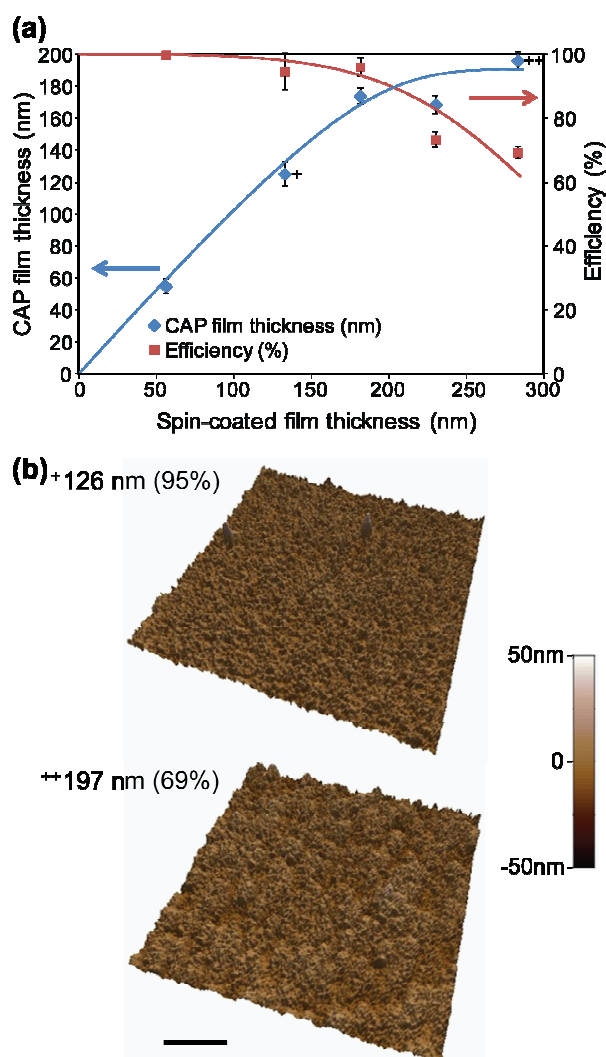 (a)
200
180
160
140
120
100
80
60
40
20
0
CAP film thickness (nm)
100
80
60
40
20
0
Efficiency (%)
+
++
CAP film thickness (nm)
Efficiency (%)
0 50 100 150 200 250 300
Spin-coated film thickness (nm)
(b)
+126 nm (95%)
50nm
0
-50nm
++197 nm (69%)